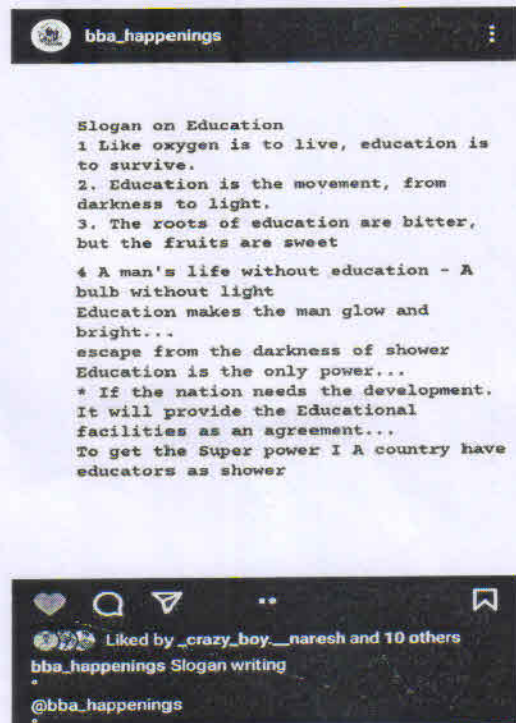 bba_happenings
Slogan on Education
1 Like oxygen is to live, education is
to survive.
2. Education is the movement, from
darkness to light.
3. The roots of education are bitter,
but the fruits are sweet
4 A man's life without education - A
bulb without light
Education makes the man glow and
bright...
escape from the darkness of shower
Education is the only power...
* If the nation needs the development.
It will provide the Educational
facilities as an agreement...
To get the Super power I A country have
educators as shower
Liked by _crazy_boy.__naresh and 10 others
bba_happenings Slogan writing
@bba_happenings